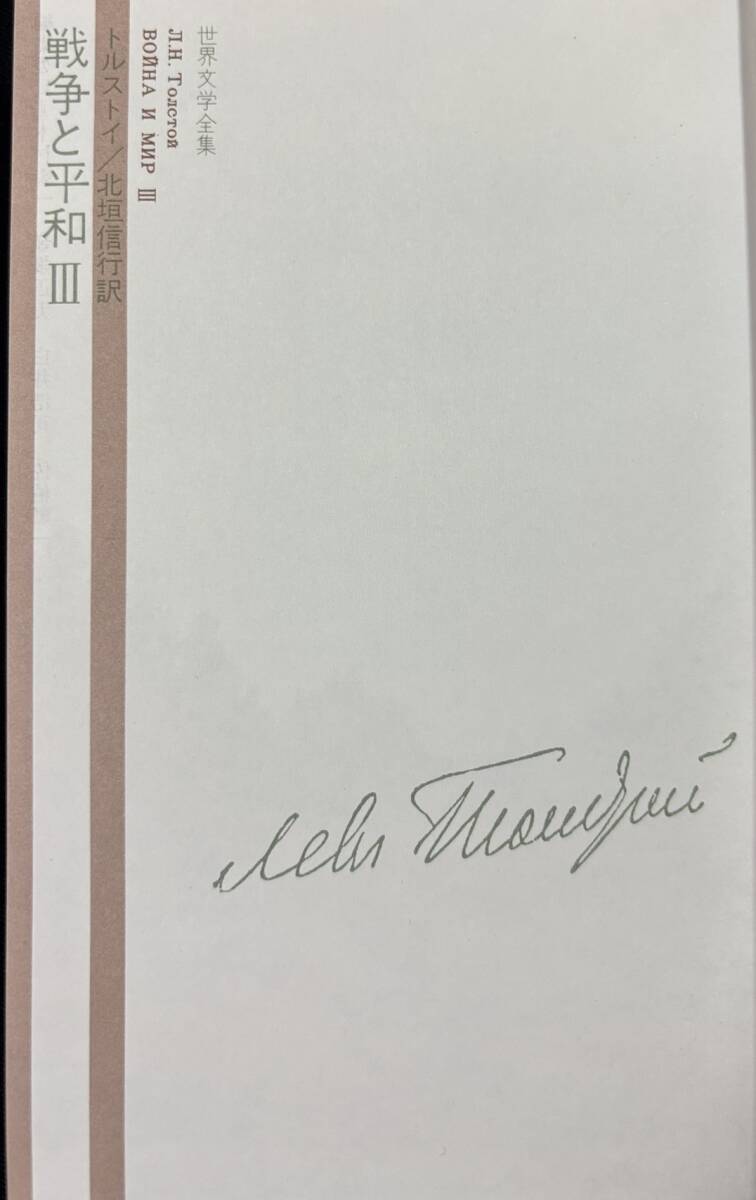 世界文学全集
Л.Н. Толстой
ВОЙНА И МИР III
トルストイ／北垣信行訳
戦争と平和 III
Левъ Толстой